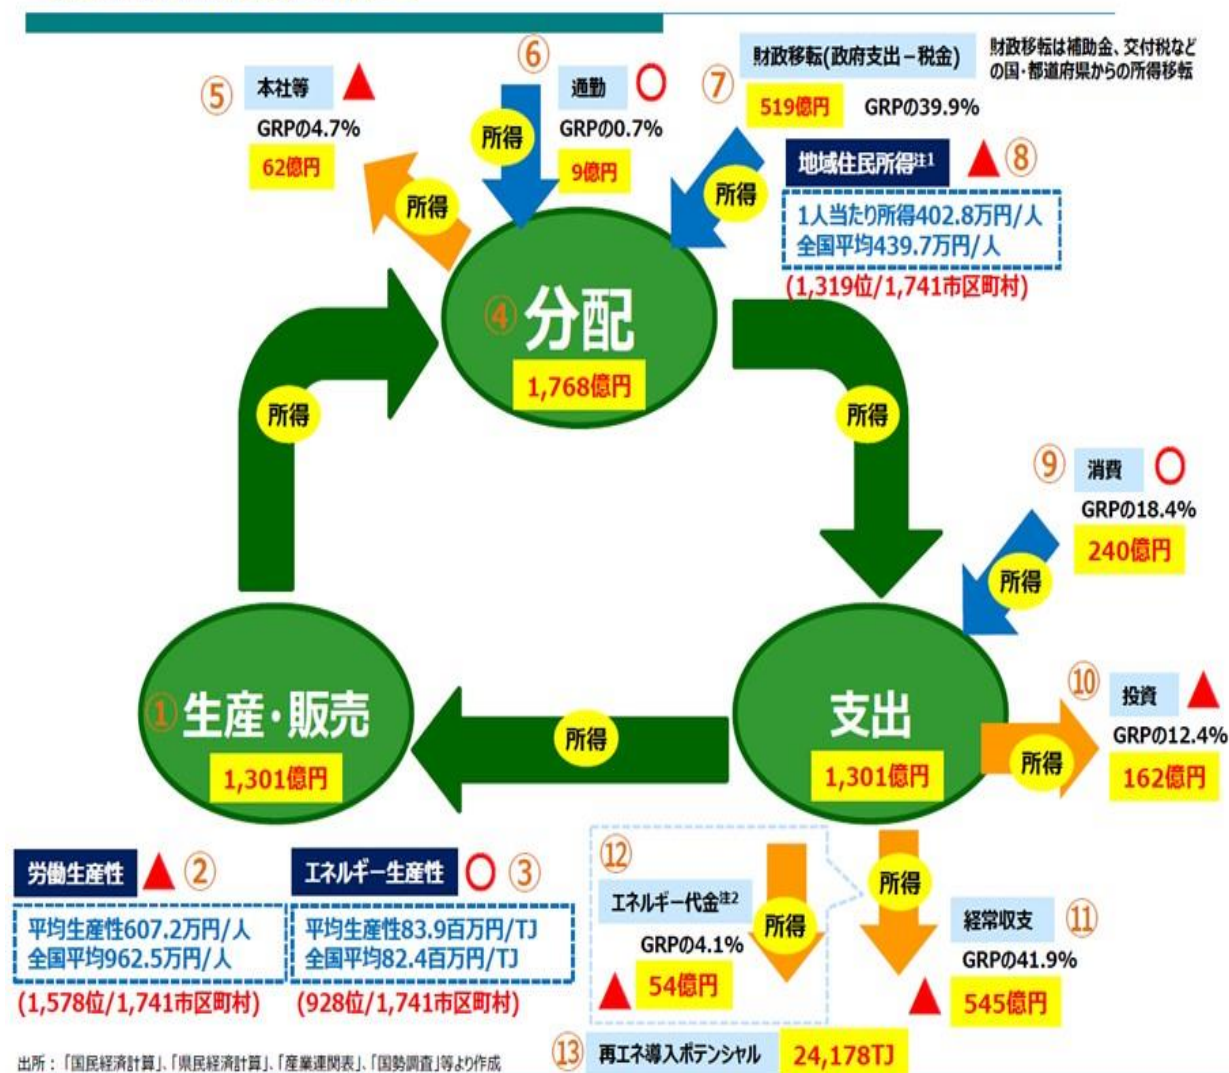 ⑤
本社等 ▲
GRPの4.7%
62億円
所得
⑥
通勤 ○
GRPの0.7%
9億円
所得
⑦
財政移転(政府支出－税金)
519億円 GRPの39.9%
所得
財政移転は補助金、交付税など
の国・都道府県からの所得移転
地域住民所得注1 ▲ ⑧
1人当たり所得402.8万円/人
全国平均439.7万円/人
(1,319位/1,741市区町村)
④ 分配
1,768億円
所得
所得
⑨ 消費 ○
GRPの18.4%
240億円
所得
① 生産・販売
1,301億円
所得
支出
1,301億円
⑩ 投資 ▲
GRPの12.4%
162億円
所得
労働生産性 ▲ ②
平均生産性607.2万円/人
全国平均962.5万円/人
(1,578位/1,741市区町村)
エネルギー生産性 ○ ③
平均生産性83.9百万円/TJ
全国平均82.4百万円/TJ
(928位/1,741市区町村)
⑫
エネルギー代金注2
GRPの4.1%
▲ 54億円
所得
所得
経常収支 ⑪
GRPの41.9%
▲ 545億円
⑬ 再エネ導入ポテンシャル 24,178TJ
出所：「国民経済計算」、「県民経済計算」、「産業連関表」、「国勢調査」等より作成